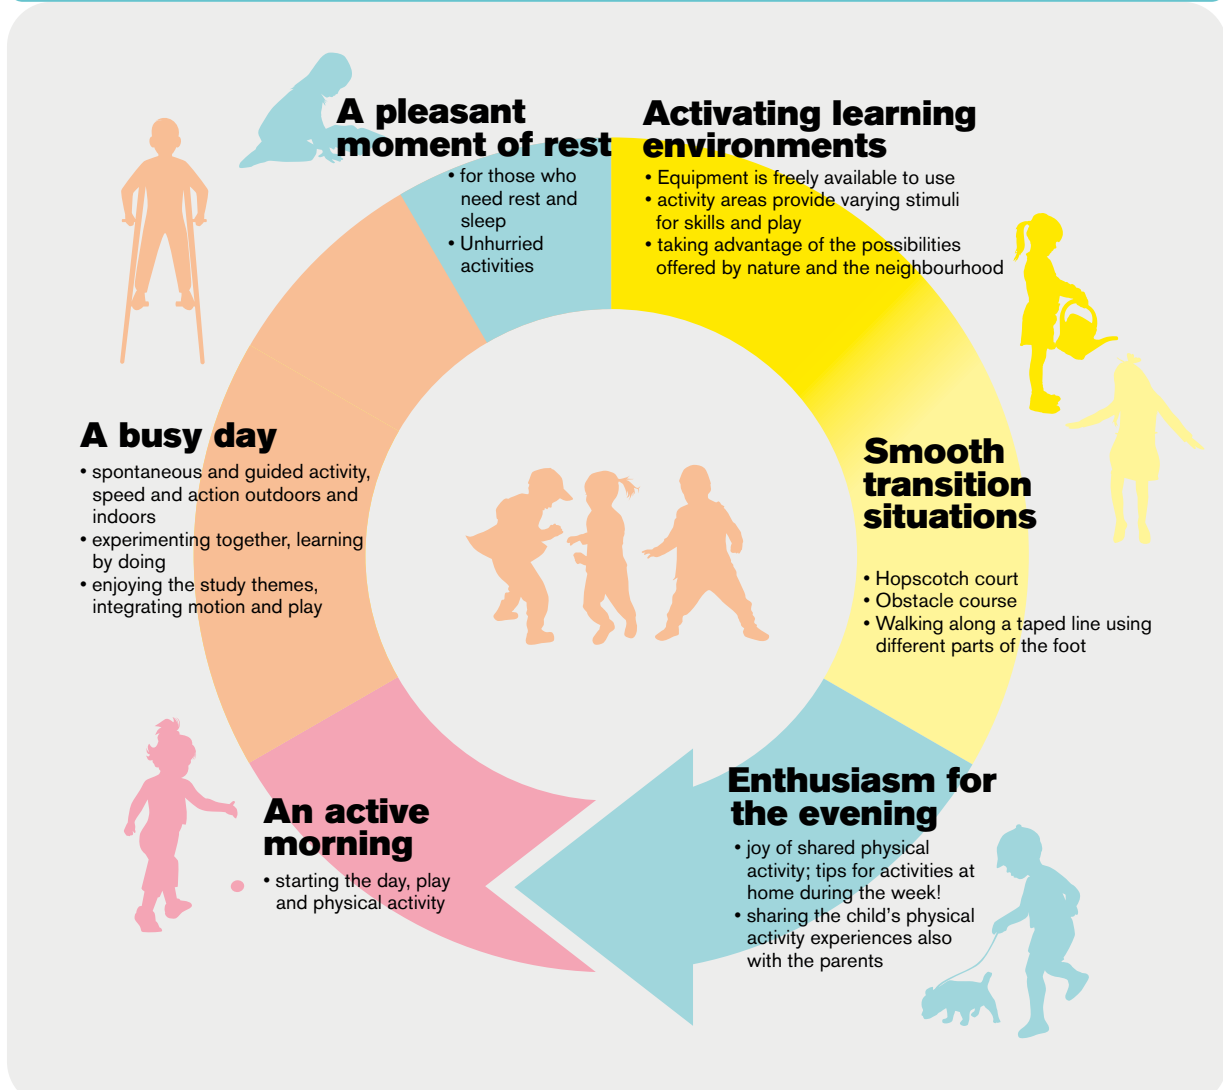 A pleasant
moment of rest
• for those who
need rest and
sleep
• Unhurried
activities
Activating learning
environments
• Equipment is freely available to use
• activity areas provide varying stimuli
for skills and play
• taking advantage of the possibilities
offered by nature and the neighbourhood
A busy day
• spontaneous and guided activity,
speed and action outdoors and
indoors
• experimenting together, learning
by doing
• enjoying the study themes,
integrating motion and play
Smooth
transition
situations
• Hopscotch court
• Obstacle course
• Walking along a taped line using
different parts of the foot
An active
morning
• starting the day, play
and physical activity
Enthusiasm for
the evening
• joy of shared physical
activity; tips for activities at
home during the week!
• sharing the child’s physical
activity experiences also
with the parents